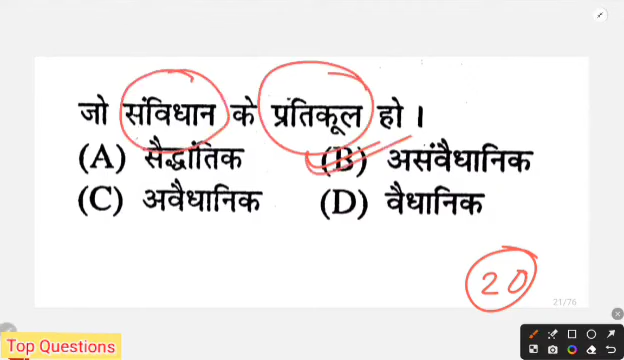 जो संविधान के प्रतिकूल हो ।
(A) सैद्धांतिक (B) असंवैधानिक
(C) अवैधानिक (D) वैधानिक
20
21/76
Top Questions